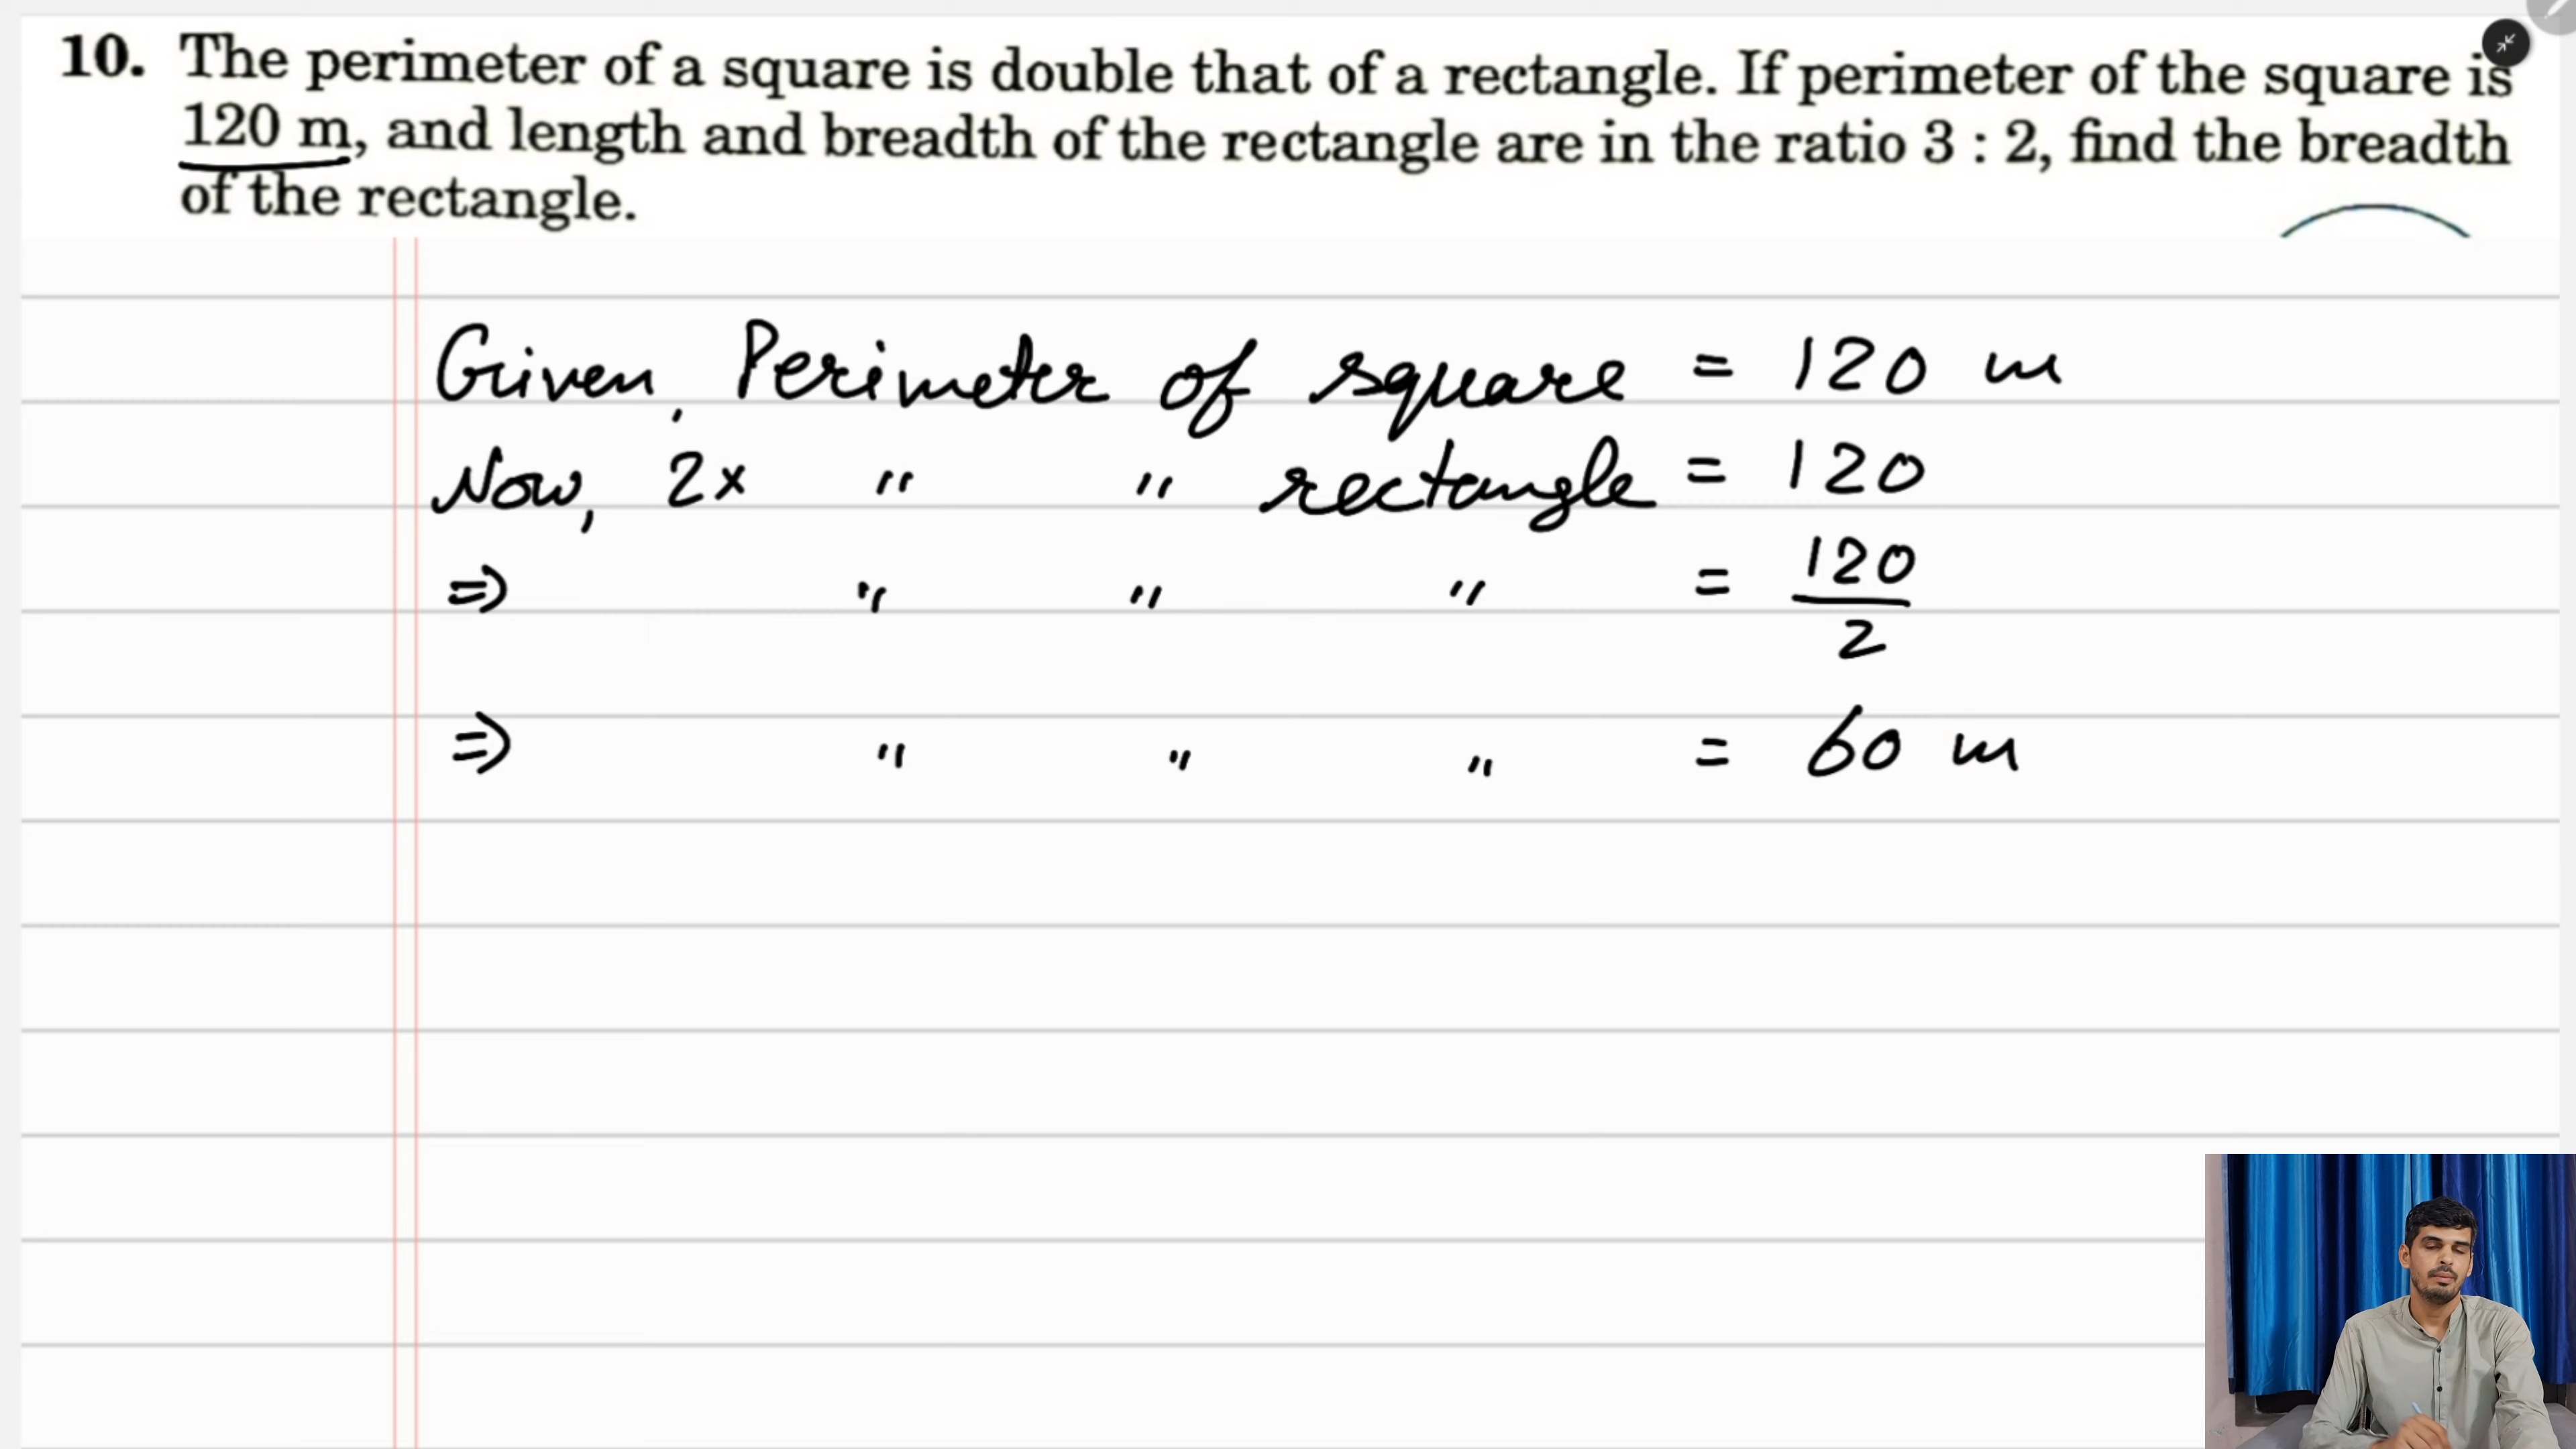 10. The perimeter of a square is double that of a rectangle. If perimeter of the square is
120 m, and length and breadth of the rectangle are in the ratio 3 : 2, find the breadth
of the rectangle.
Given, Perimeter of square = 120 m
Now, 2x " " rectangle = 120
=> " " " = 120/2
=> " " " = 60 m